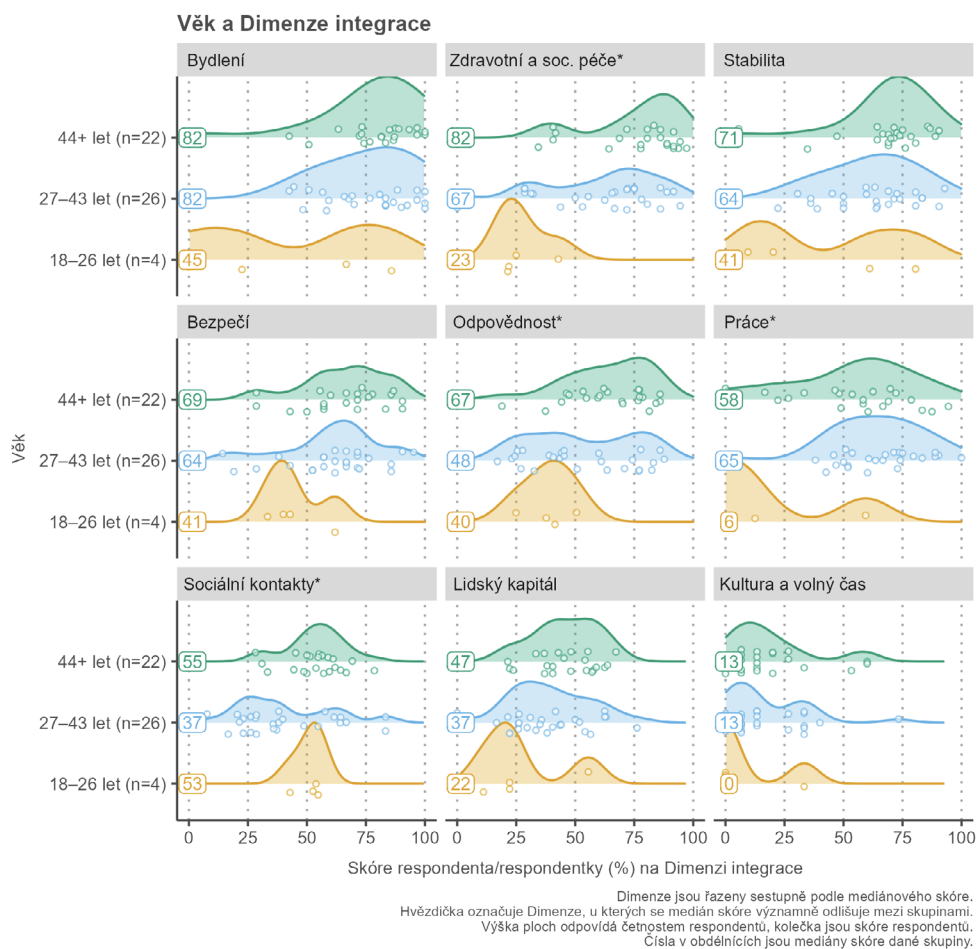 Věk a Dimenze integrace
Bydlení
Zdravotní a soc. péče*
Stabilita
44+ let (n=22)
82
82
71
27–43 let (n=26)
82
67
64
18–26 let (n=4)
45
23
41
Bezpečí
Odpovědnost*
Práce*
44+ let (n=22)
69
67
58
27–43 let (n=26)
64
48
65
18–26 let (n=4)
41
40
6
Věk
Sociální kontakty*
Lidský kapitál
Kultura a volný čas
44+ let (n=22)
55
47
13
27–43 let (n=26)
37
37
13
18–26 let (n=4)
53
22
0
0 25 50 75 100
0 25 50 75 100
0 25 50 75 100
Skóre respondenta/respondentky (%) na Dimenzi integrace
Dimenze jsou řazeny sestupně podle mediánového skóre.
Hvězdička označuje Dimenze, u kterých se medián skóre významně odlišuje mezi skupinami.
Výška ploch odpovídá četnostem respondentů, kolečka jsou skóre respondentů.
Čísla v obdélnících jsou mediány skóre dané skupiny.